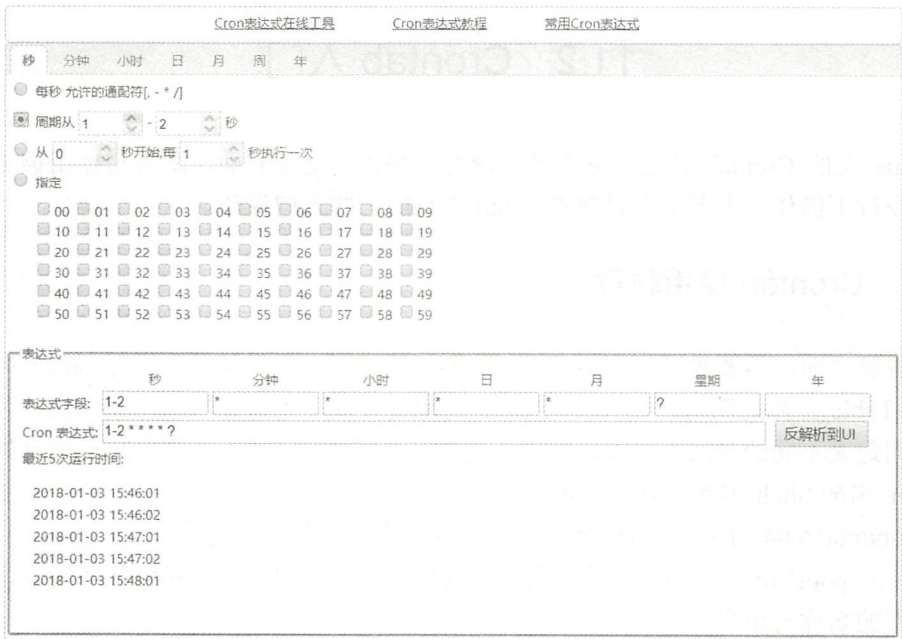 Cron表达式在线工具 Cron表达式教程 常用Cron表达式
秒 分钟 小时 日 月 周 年
每秒 允许的通配符[, - * /]
周期从 1 - 2 秒
从 0 秒开始,每 1 秒执行一次
指定
00 01 02 03 04 05 06 07 08 09
10 11 12 13 14 15 16 17 18 19
20 21 22 23 24 25 26 27 28 29
30 31 32 33 34 35 36 37 38 39
40 41 42 43 44 45 46 47 48 49
50 51 52 53 54 55 56 57 58 59
表达式
秒 分钟 小时 日 月 星期 年
表达式字段: 1-2 * * * * ?
Cron 表达式: 1-2 * * * * ? 反解析到UI
最近5次运行时间:
2018-01-03 15:46:01
2018-01-03 15:46:02
2018-01-03 15:47:01
2018-01-03 15:47:02
2018-01-03 15:48:01